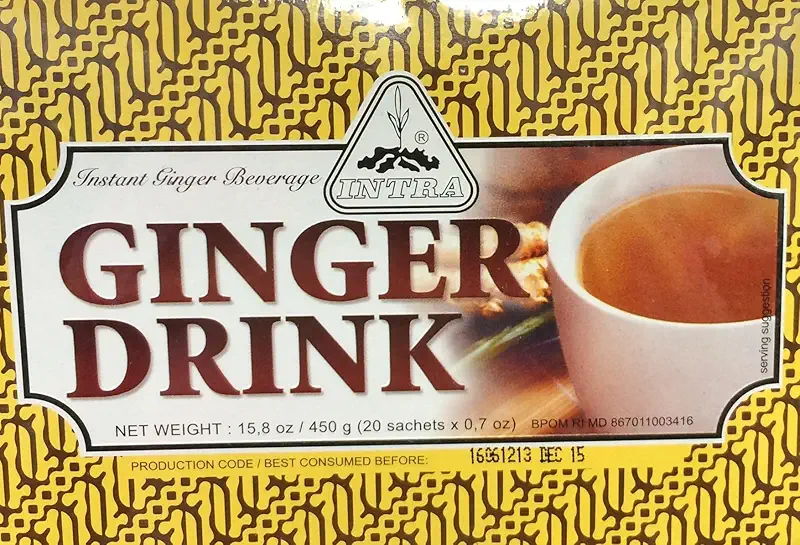 Instant Ginger Beverage
®
INTRA
GINGER
DRINK
serving suggestion
NET WEIGHT : 15,8 oz / 450 g (20 sachets x 0,7 oz) BPOM RI MD 867011003416
PRODUCTION CODE / BEST CONSUMED BEFORE: 16061213 DEC 15